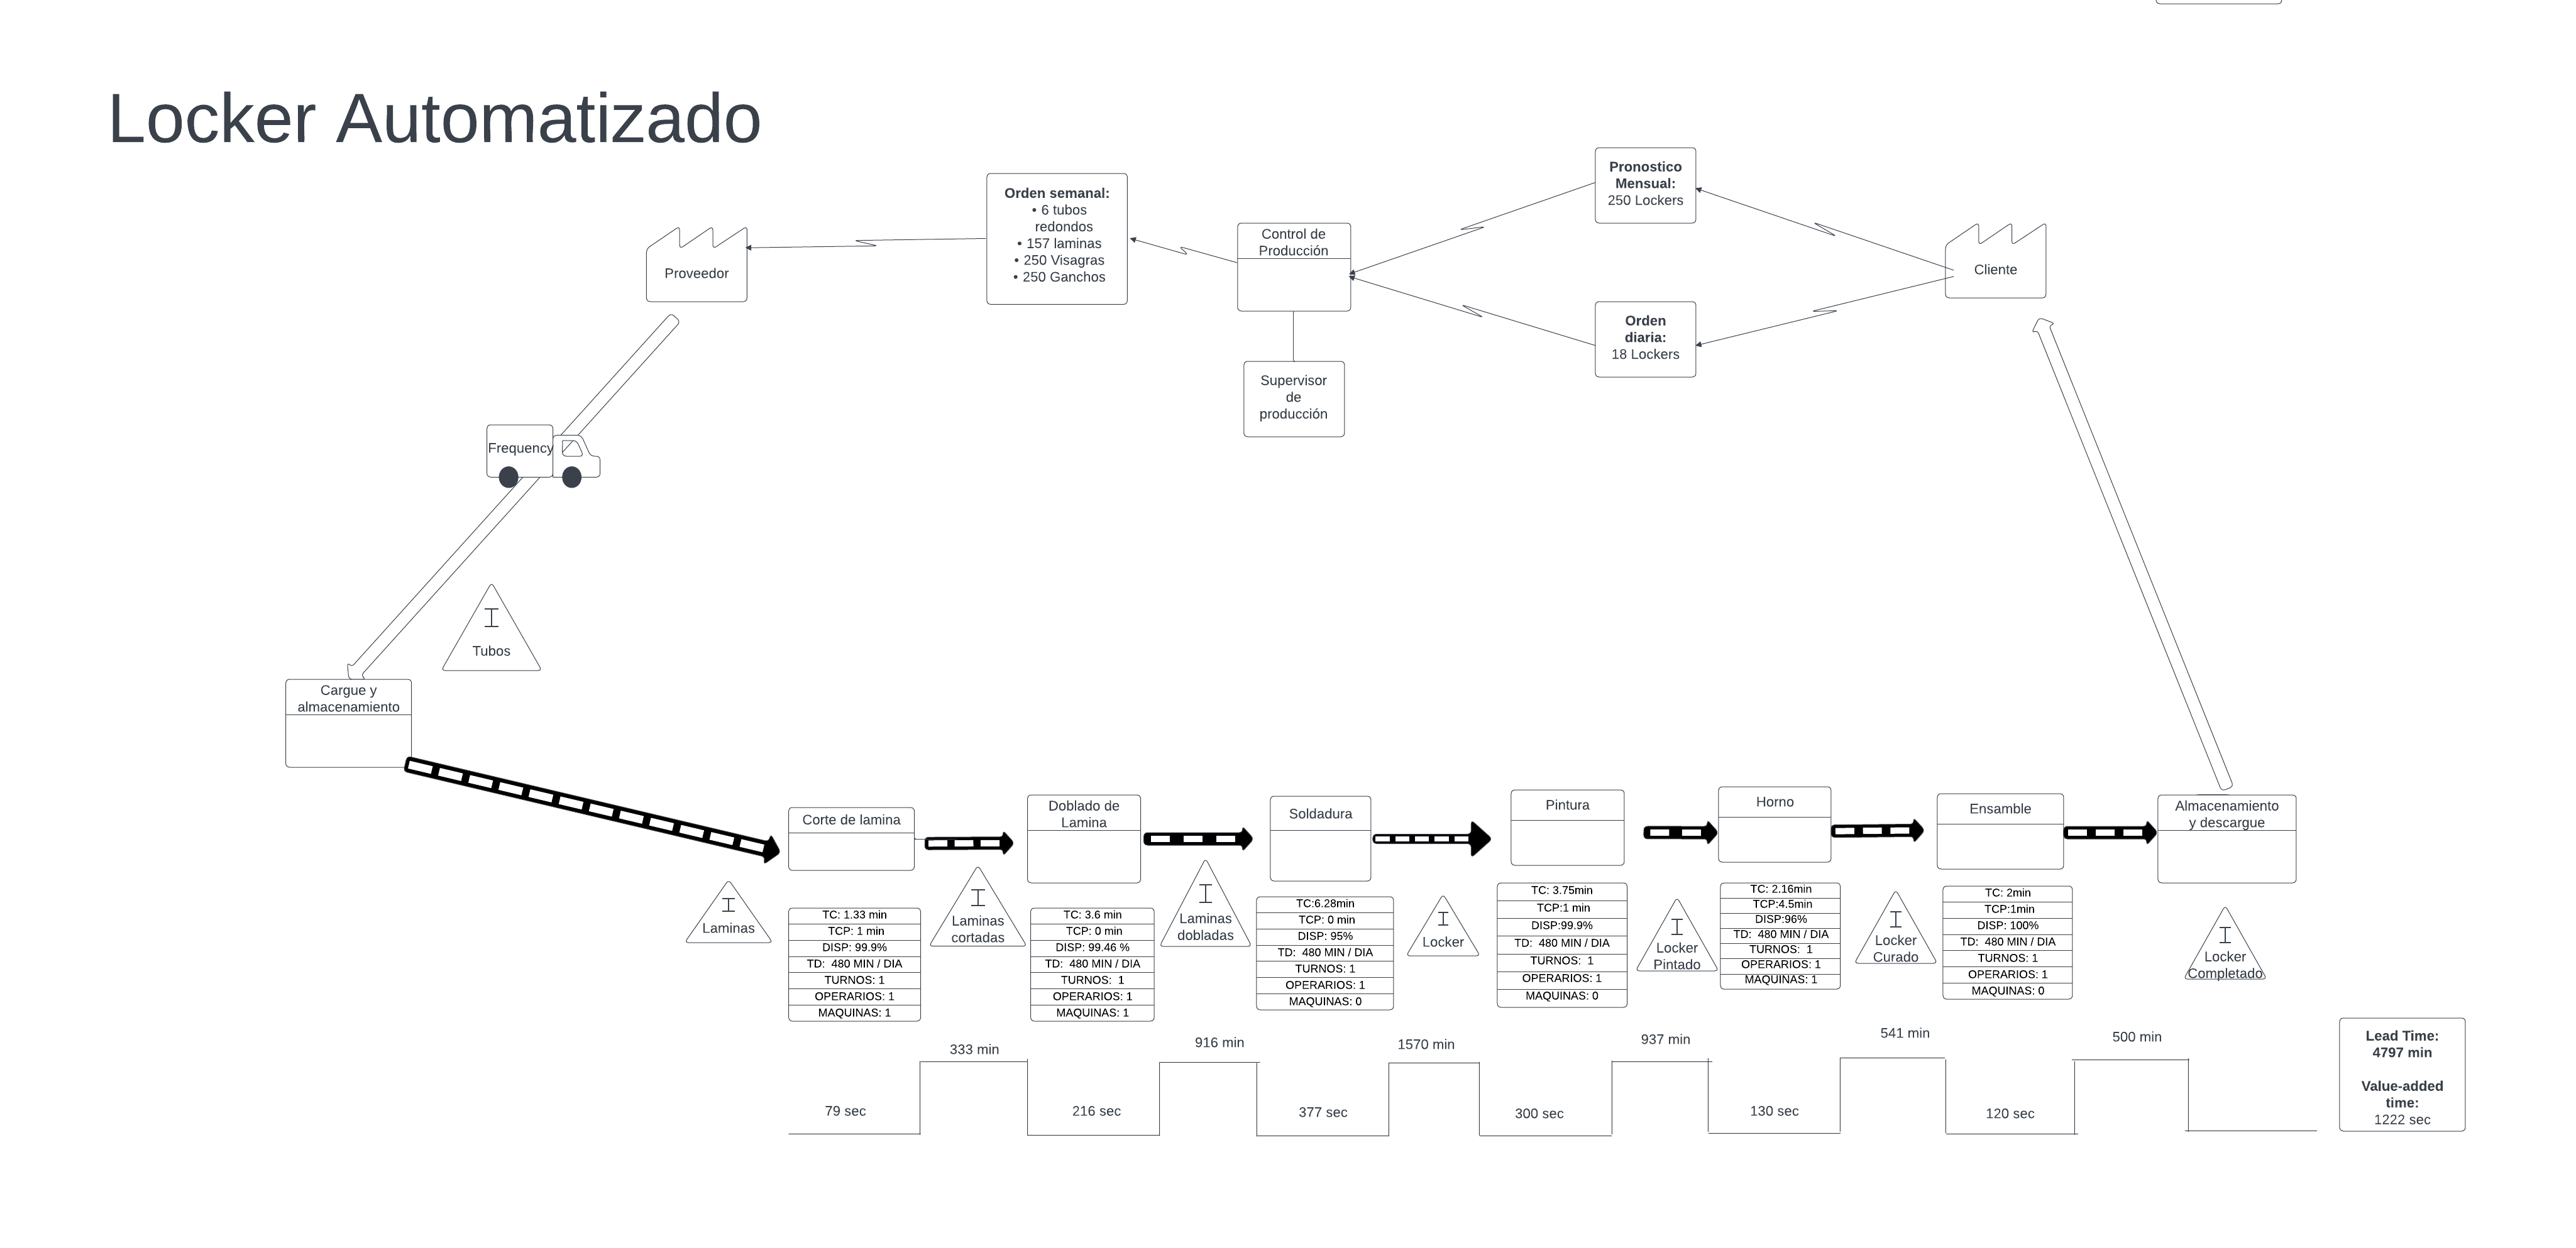 Locker Automatizado
Orden semanal:
• 6 tubos
redondos
• 157 laminas
• 250 Visagras
• 250 Ganchos
Pronostico
Mensual:
250 Lockers
Control de
Producción
Proveedor
Cliente
Orden
diaria:
18 Lockers
Supervisor
de
producción
Frequency
Tubos
Cargue y
almacenamiento
Corte de lamina
Doblado de
Lamina
Soldadura
Pintura
Horno
Ensamble
Almacenamiento
y descargue
Laminas
TC: 1.33 min
TCP: 1 min
DISP: 99.9%
TD: 480 MIN / DIA
TURNOS: 1
OPERARIOS: 1
MAQUINAS: 1
Laminas
cortadas
TC: 3.6 min
TCP: 0 min
DISP: 99.46 %
TD: 480 MIN / DIA
TURNOS: 1
OPERARIOS: 1
MAQUINAS: 1
Laminas
dobladas
TC:6.28min
TCP: 0 min
DISP: 95%
TD: 480 MIN / DIA
TURNOS: 1
OPERARIOS: 1
MAQUINAS: 0
Locker
TC: 3.75min
TCP:1 min
DISP:99.9%
TD: 480 MIN / DIA
TURNOS: 1
OPERARIOS: 1
MAQUINAS: 0
Locker
Pintado
TC: 2.16min
TCP:4.5min
DISP:96%
TD: 480 MIN / DIA
TURNOS: 1
OPERARIOS: 1
MAQUINAS: 1
Locker
Curado
TC: 2min
TCP:1min
DISP: 100%
TD: 480 MIN / DIA
TURNOS: 1
OPERARIOS: 1
MAQUINAS: 0
Locker
Completado
333 min
916 min
1570 min
937 min
541 min
500 min
79 sec
216 sec
377 sec
300 sec
130 sec
120 sec
Lead Time:
4797 min
Value-added
time:
1222 sec